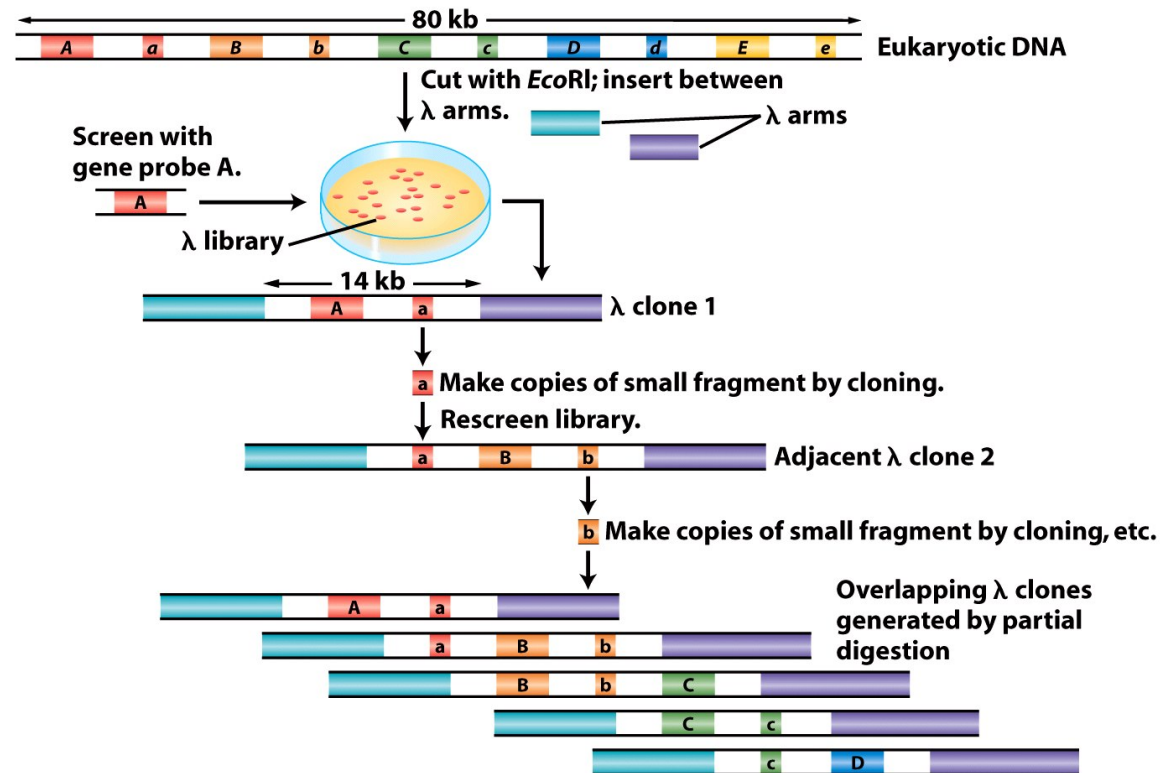 80 kb
A a B b C c D d E e
Eukaryotic DNA
Cut with EcoRI; insert between
λ arms.
λ arms
Screen with
gene probe A.
A
λ library
14 kb
A a
λ clone 1
a
Make copies of small fragment by cloning.
Rescreen library.
a B b
Adjacent λ clone 2
b
Make copies of small fragment by cloning, etc.
Overlapping λ clones
generated by partial
digestion
A a
a B b
B b C
C c
c D